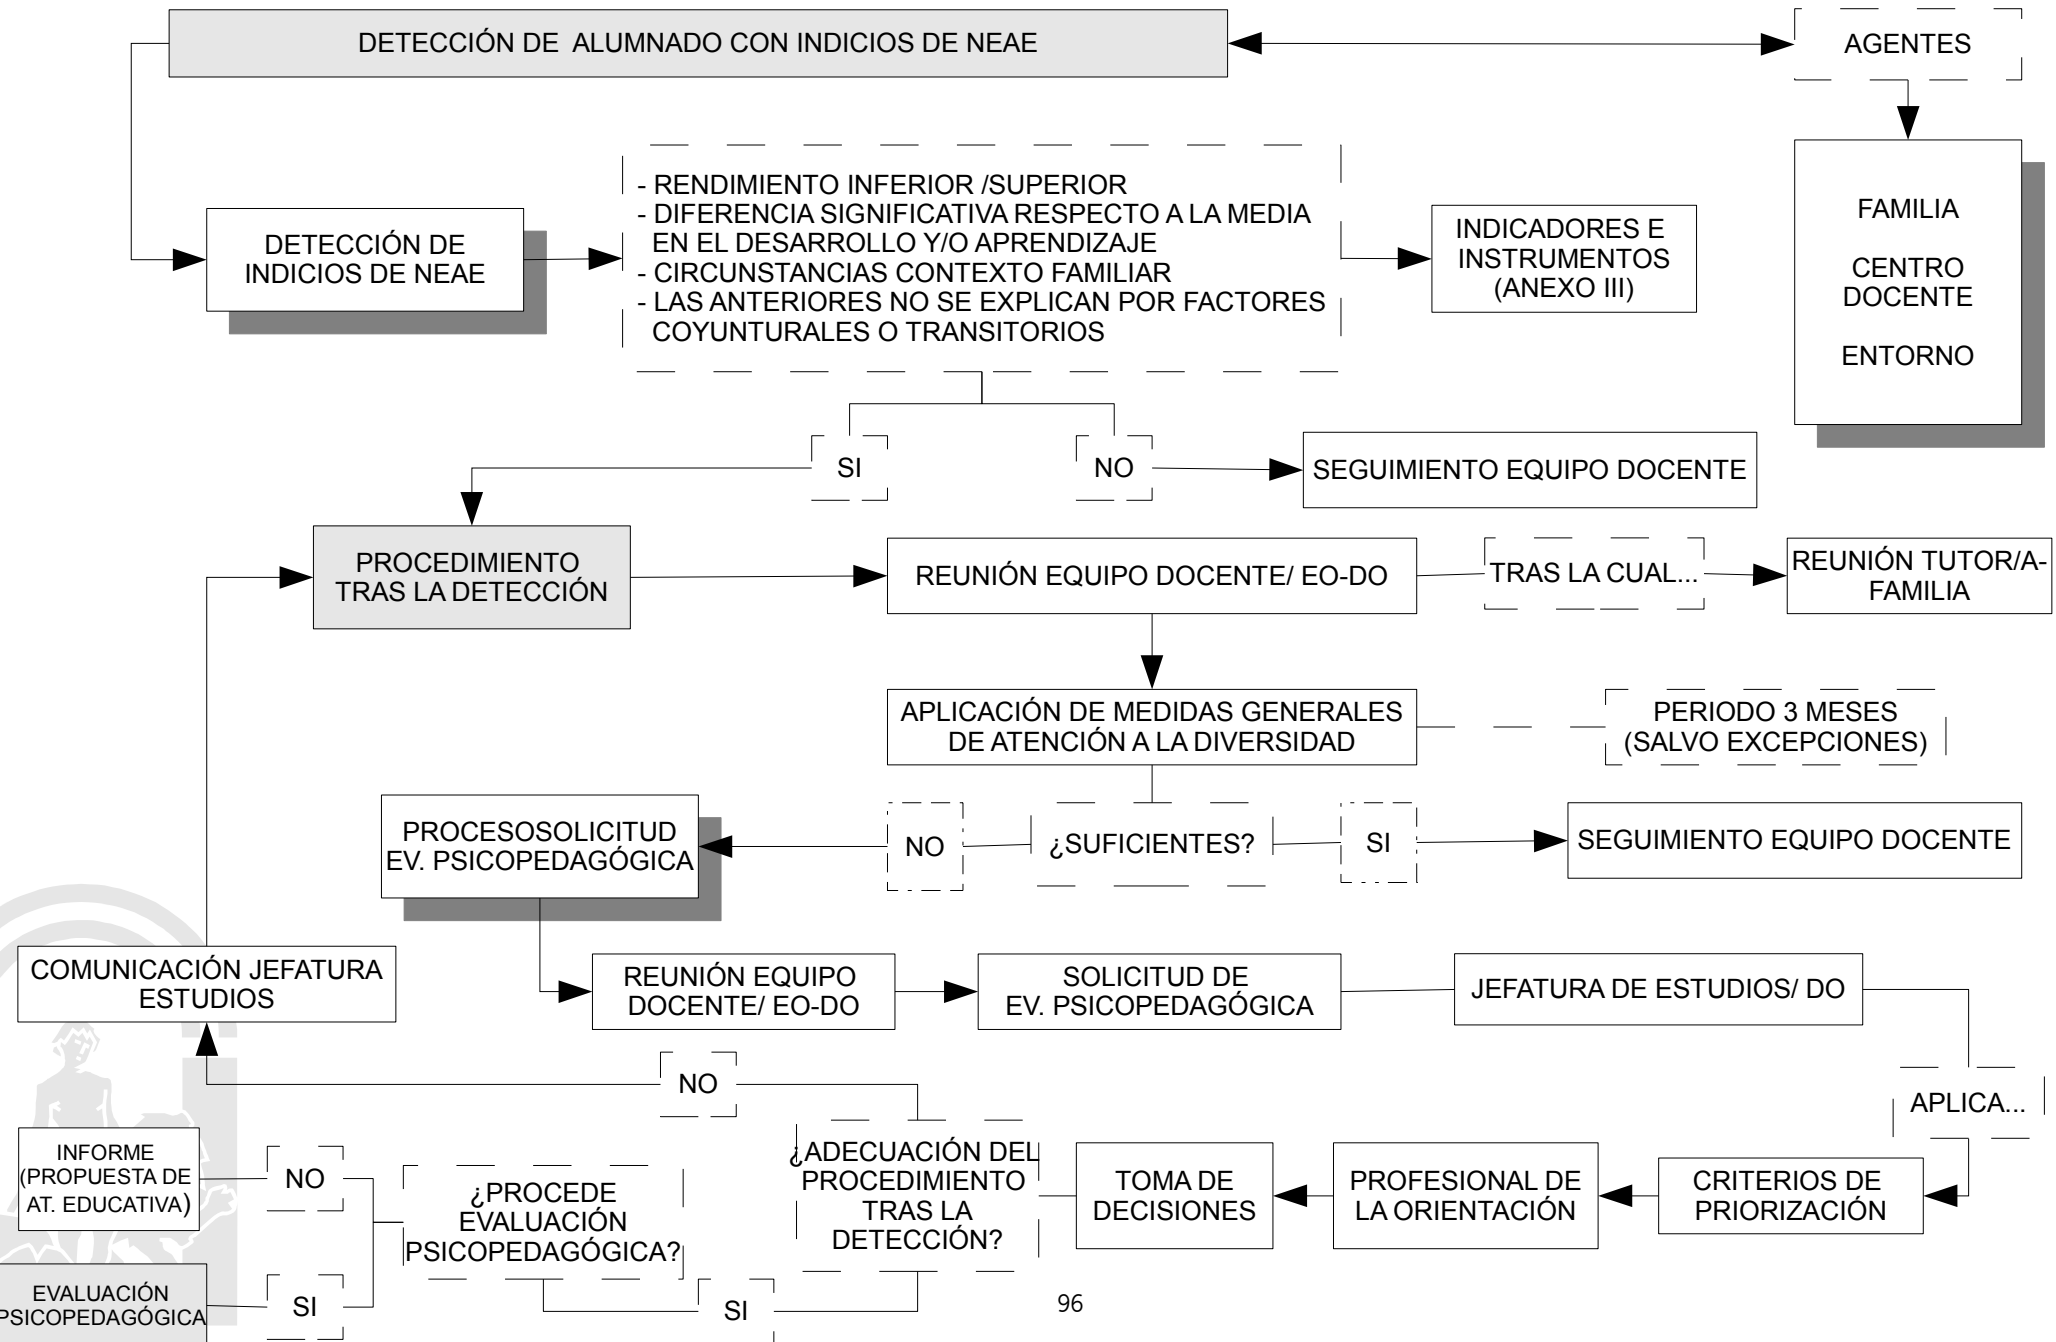 DETECCIÓN DE ALUMNADO CON INDICIOS DE NEAE
AGENTES
FAMILIA
CENTRO
DOCENTE
ENTORNO
DETECCIÓN DE
INDICIOS DE NEAE
- RENDIMIENTO INFERIOR /SUPERIOR
- DIFERENCIA SIGNIFICATIVA RESPECTO A LA MEDIA
EN EL DESARROLLO Y/O APRENDIZAJE
- CIRCUNSTANCIAS CONTEXTO FAMILIAR
- LAS ANTERIORES NO SE EXPLICAN POR FACTORES
COYUNTURALES O TRANSITORIOS
INDICADORES E
INSTRUMENTOS
(ANEXO III)
SI
NO
SEGUIMIENTO EQUIPO DOCENTE
PROCEDIMIENTO
TRAS LA DETECCIÓN
REUNIÓN EQUIPO DOCENTE/ EO-DO
TRAS LA CUAL...
REUNIÓN TUTOR/A-
FAMILIA
APLICACIÓN DE MEDIDAS GENERALES
DE ATENCIÓN A LA DIVERSIDAD
PERIODO 3 MESES
(SALVO EXCEPCIONES)
PROCESOSOLICITUD
EV. PSICOPEDAGÓGICA
NO
¿SUFICIENTES?
SI
SEGUIMIENTO EQUIPO DOCENTE
COMUNICACIÓN JEFATURA
ESTUDIOS
REUNIÓN EQUIPO
DOCENTE/ EO-DO
SOLICITUD DE
EV. PSICOPEDAGÓGICA
JEFATURA DE ESTUDIOS/ DO
NO
APLICA...
INFORME
(PROPUESTA DE
AT. EDUCATIVA)
NO
¿PROCEDE
EVALUACIÓN
PSICOPEDAGÓGICA?
¿ADECUACIÓN DEL
PROCEDIMIENTO
TRAS LA
DETECCIÓN?
TOMA DE
DECISIONES
PROFESIONAL DE
LA ORIENTACIÓN
CRITERIOS DE
PRIORIZACIÓN
EVALUACIÓN
PSICOPEDAGÓGICA
SI
SI
96